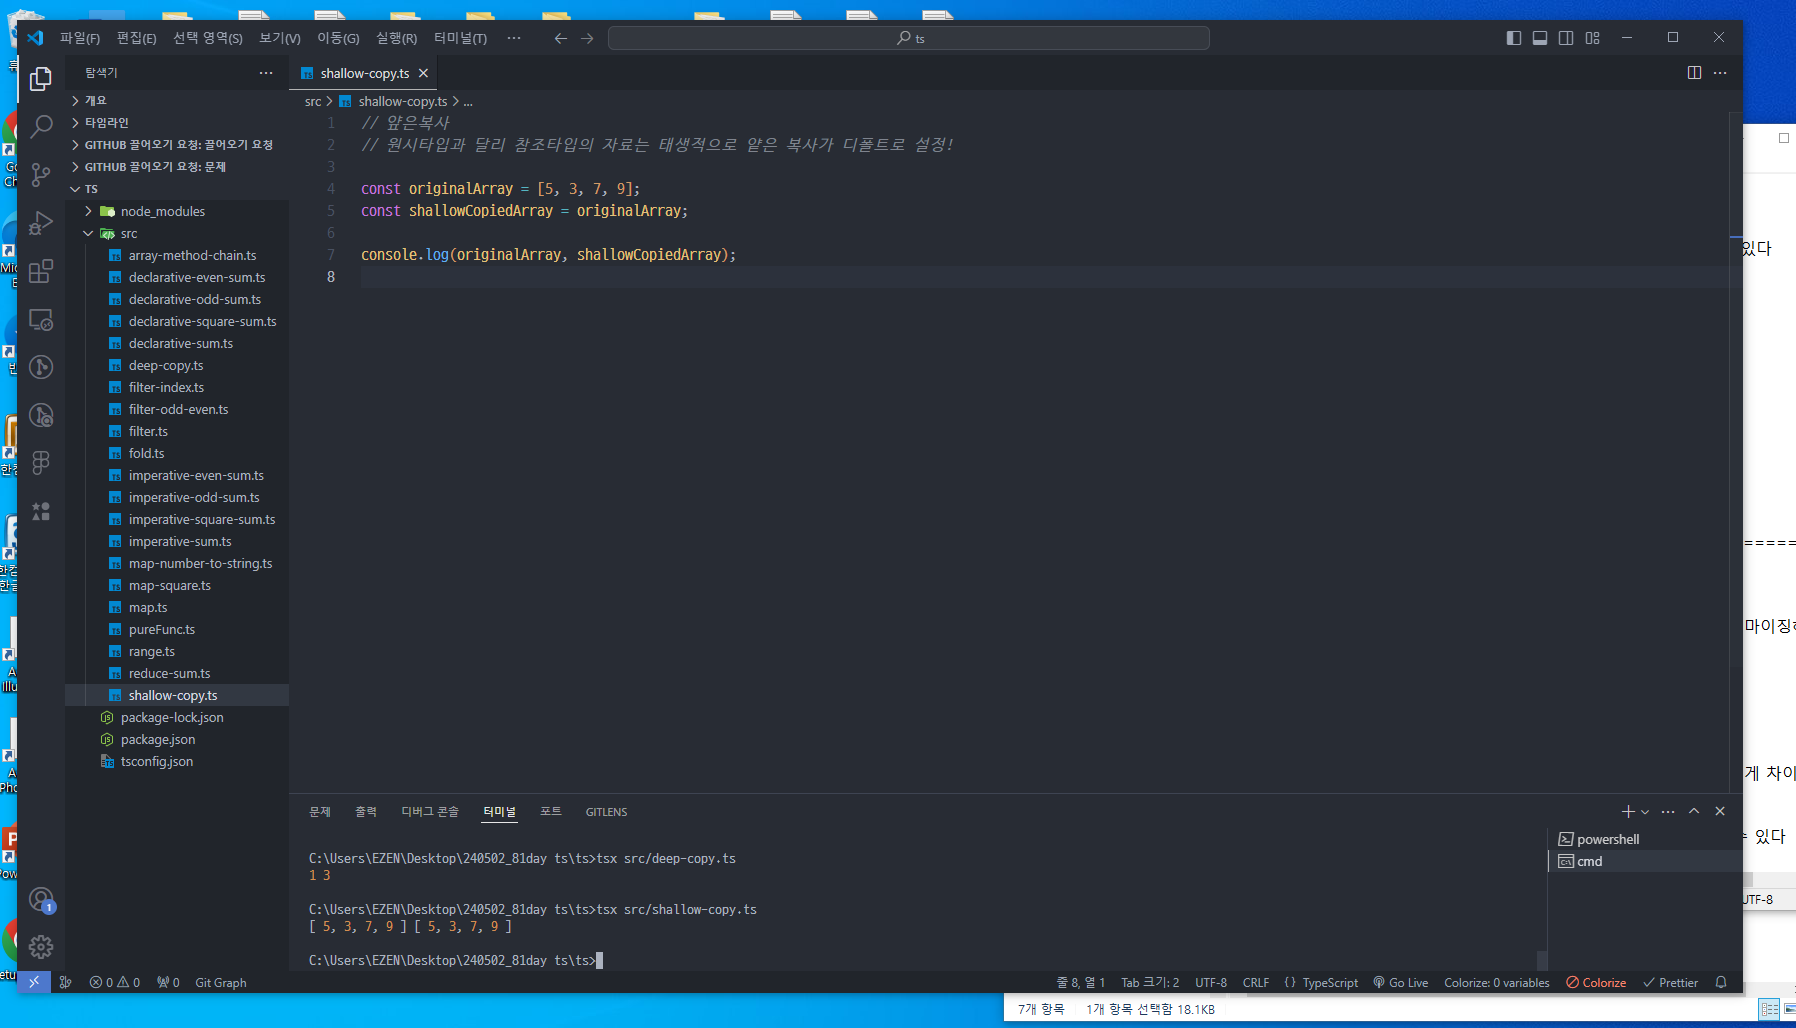 파일(F) 편집(E) 선택 영역(S) 보기(V) 이동(G) 실행(R) 터미널(T) ··· ts
탐색기 ···
shallow-copy.ts
src > shallow-copy.ts > ...
개요
타임라인
GITHUB 끌어오기 요청: 끌어오기 요청
GITHUB 끌어오기 요청: 문제
TS
node_modules
src
array-method-chain.ts
declarative-even-sum.ts
declarative-odd-sum.ts
declarative-square-sum.ts
declarative-sum.ts
deep-copy.ts
filter-index.ts
filter-odd-even.ts
filter.ts
fold.ts
imperative-even-sum.ts
imperative-odd-sum.ts
imperative-square-sum.ts
imperative-sum.ts
map-number-to-string.ts
map-square.ts
map.ts
pureFunc.ts
range.ts
reduce-sum.ts
shallow-copy.ts
package-lock.json
package.json
tsconfig.json
1 // 얖은복사
2 // 원시타입과 달리 참조타입의 자료는 태생적으로 얕은 복사가 디폴트로 설정!
3
4 const originalArray = [5, 3, 7, 9];
5 const shallowCopiedArray = originalArray;
6
7 console.log(originalArray, shallowCopiedArray);
8
문제 출력 디버그 콘솔 터미널 포트 GITLENS
C:\Users\EZEN\Desktop\240502_81day ts\ts>tsx src/deep-copy.ts
1 3
C:\Users\EZEN\Desktop\240502_81day ts\ts>tsx src/shallow-copy.ts
[ 5, 3, 7, 9 ] [ 5, 3, 7, 9 ]
C:\Users\EZEN\Desktop\240502_81day ts\ts>
powershell
cmd
1
0 0 0 Git Graph 줄 8, 열 1 Tab 크기: 2 UTF-8 CRLF {} TypeScript Go Live Colorize: 0 variables Colorize Prettier
있다
=====
마이징
게 차이
있다
UTF-8
7개 항목 1개 항목 선택함 18.1KB